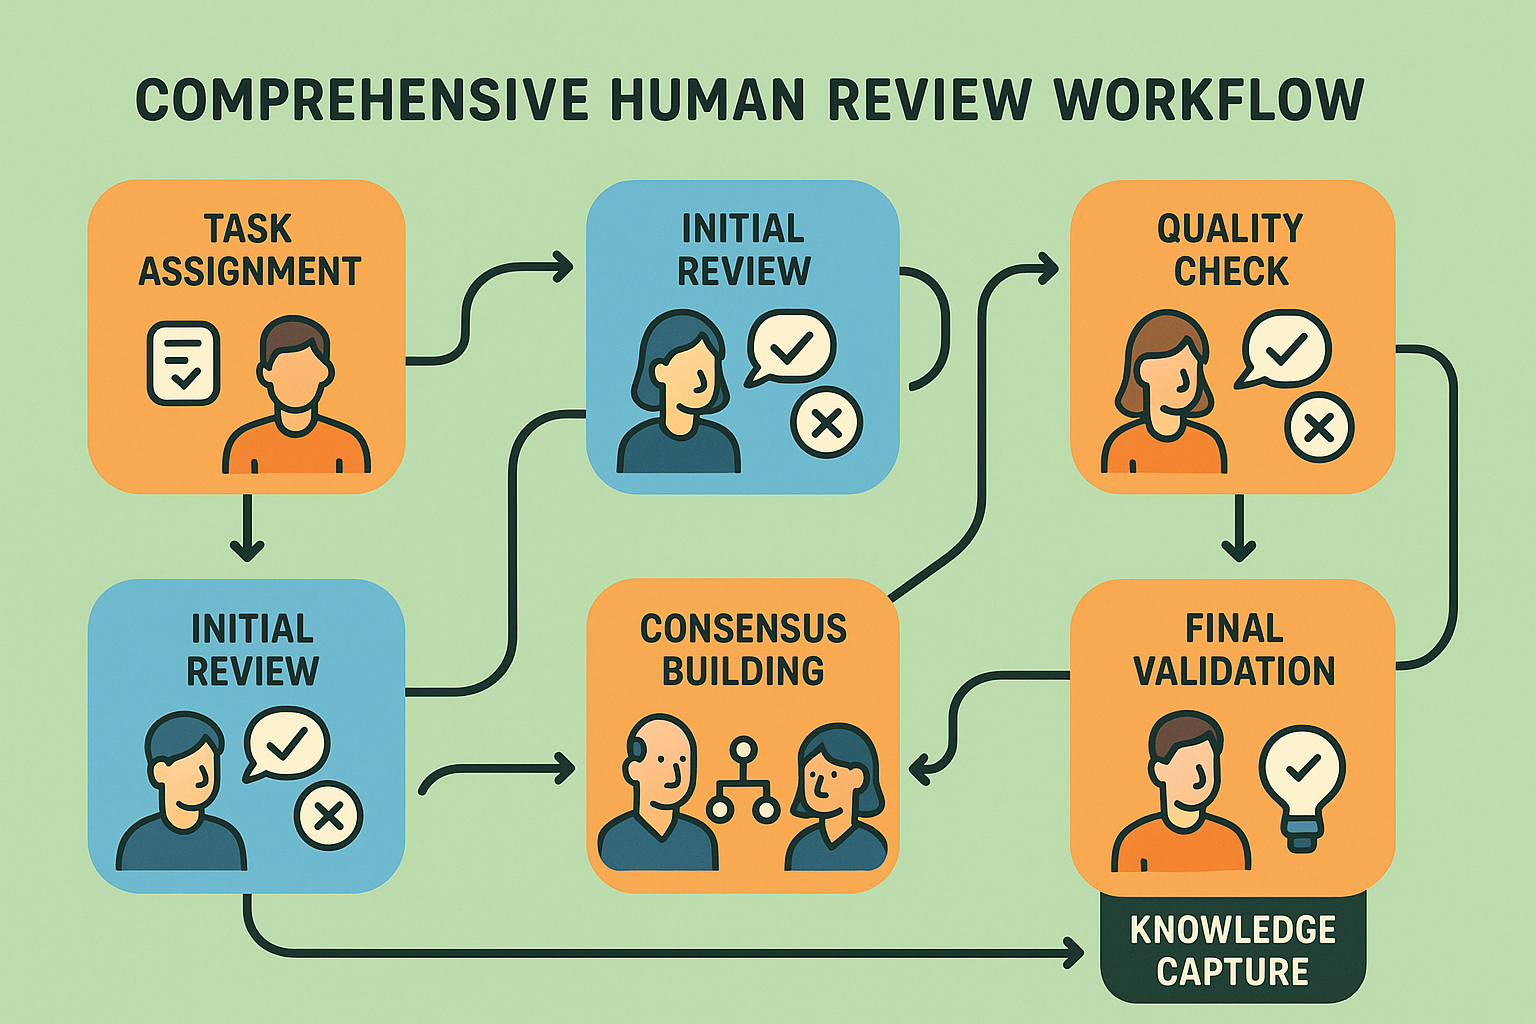 COMPREHENSIVE HUMAN REVIEW WORKFLOW
TASK
ASSIGNMENT
INITIAL
REVIEW
QUALITY
CHECK
INITIAL
REVIEW
CONSENSUS
BUILDING
FINAL
VALIDATION
KNOWLEDGE
CAPTURE